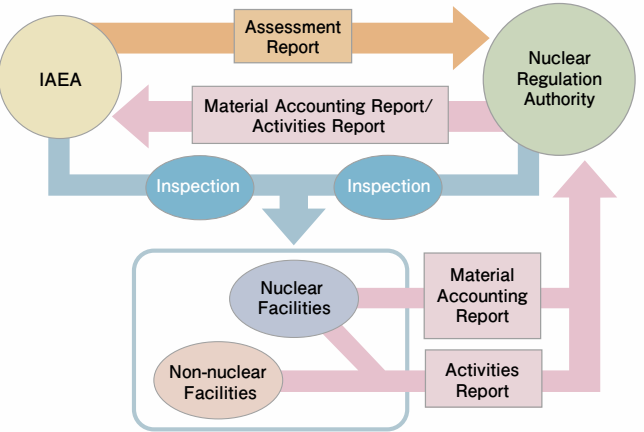 Assessment
Report
IAEA
Nuclear
Regulation
Authority
Material Accounting Report/
Activities Report
Inspection
Inspection
Nuclear
Facilities
Material
Accounting
Report
Non-nuclear
Facilities
Activities
Report